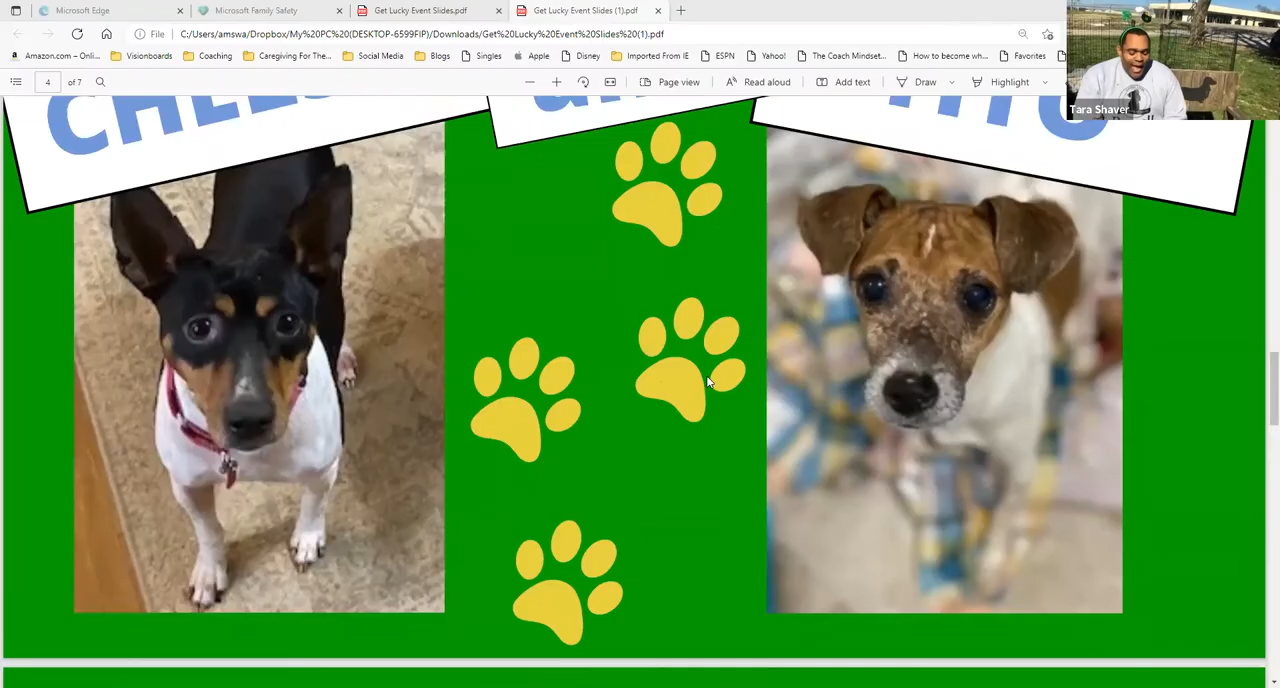 Microsoft Edge
Microsoft Family Safety
Get Lucky Event Slides.pdf
Get Lucky Event Slides (1).pdf
File
C:/Users/amswa/Dropbox/My%20PC%20(DESKTOP-6S99FIP)/Downloads/Get%20Lucky%20Event%20Slides%20(1).pdf
Amazon.com – Onlin...
Visionboards
Coaching
Caregiving For The...
Social Media
Pugs
Singles
Apple
Disney
Imported From IE
ESPN
Yahoo!
The Coach Mindset...
How to become wh...
Favorites
4 of 7
Page view
Read aloud
Add text
Draw
Highlight
Tara Shaver